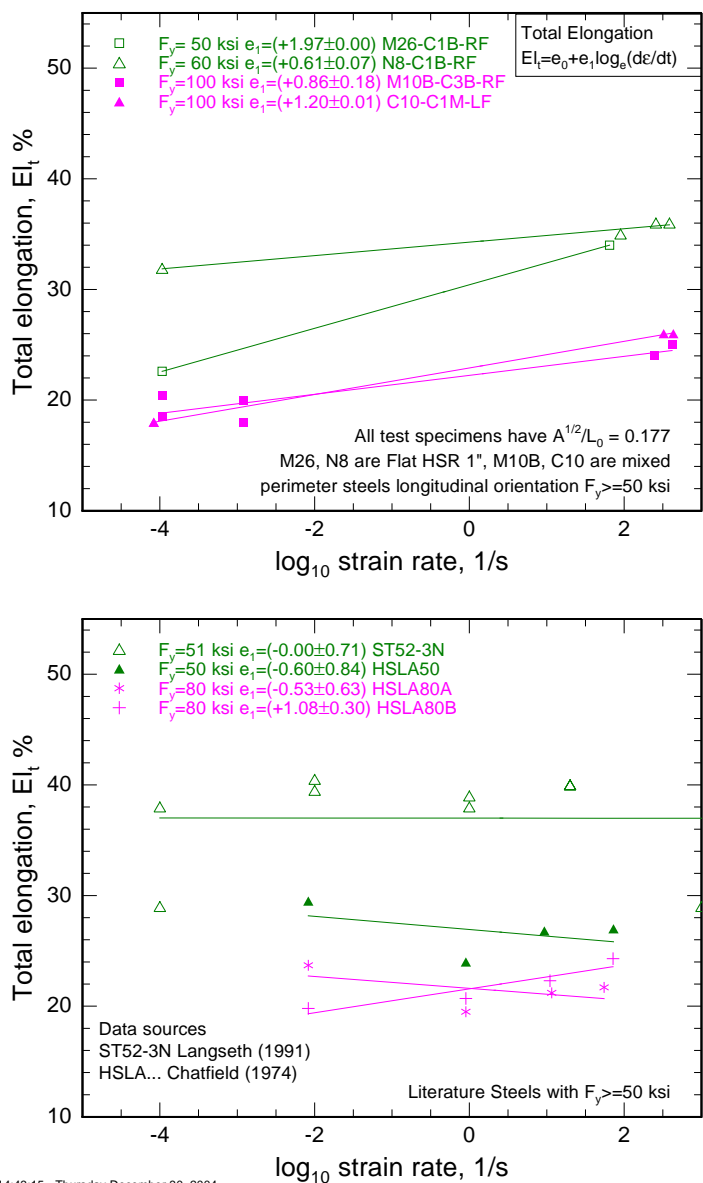 Total Elongation
El_t=e_0+e_1log_e(dε/dt)
F_y= 50 ksi e_1=(+1.97±0.00) M26-C1B-RF
F_y= 60 ksi e_1=(+0.61±0.07) N8-C1B-RF
F_y=100 ksi e_1=(+0.86±0.18) M10B-C3B-RF
F_y=100 ksi e_1=(+1.20±0.01) C10-C1M-LF
50
40
30
20
10
Total elongation, El_t %
All test specimens have A^1/2/L_0 = 0.177
M26, N8 are Flat HSR 1", M10B, C10 are mixed
perimeter steels longitudinal orientation F_y>=50 ksi
-4 -2 0 2
log_10 strain rate, 1/s
F_y=51 ksi e_1=(-0.00±0.71) ST52-3N
F_y=50 ksi e_1=(-0.60±0.84) HSLA50
F_y=80 ksi e_1=(-0.53±0.63) HSLA80A
F_y=80 ksi e_1=(+1.08±0.30) HSLA80B
50
40
30
20
10
Total elongation, El_t %
Data sources
ST52-3N Langseth (1991)
HSLA... Chatfield (1974)
Literature Steels with F_y>=50 ksi
-4 -2 0 2
log_10 strain rate, 1/s